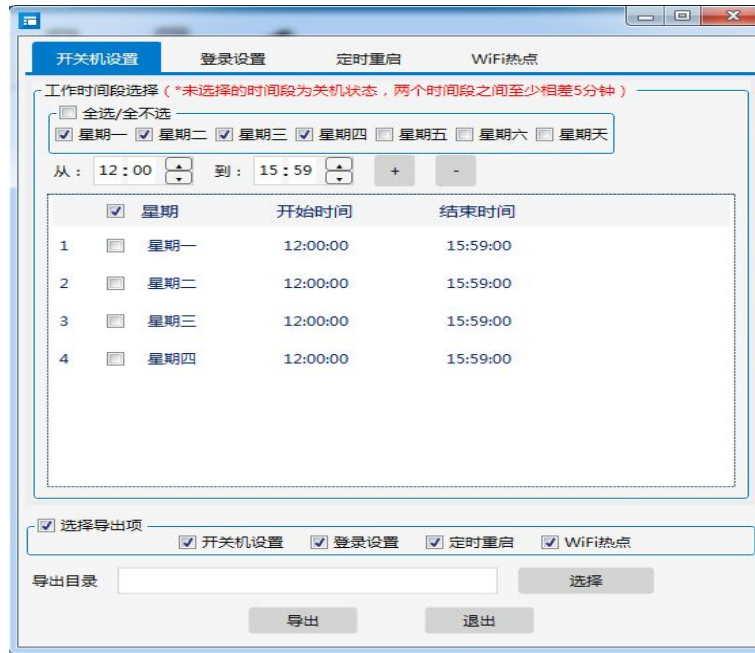 开关机设置 登录设置 定时重启 WiFi热点
工作时间段选择 ( *未选择的时间段为关机状态 , 两个时间段之间至少相差5分钟 )
全选/全不选
星期一 星期二 星期三 星期四 星期五 星期六 星期天
从 : 12 : 00 到 : 15 : 59 + -
星期 开始时间 结束时间
1 星期一 12:00:00 15:59:00
2 星期二 12:00:00 15:59:00
3 星期三 12:00:00 15:59:00
4 星期四 12:00:00 15:59:00
选择导出项
开关机设置 登录设置 定时重启 WiFi热点
导出目录 选择
导出 退出